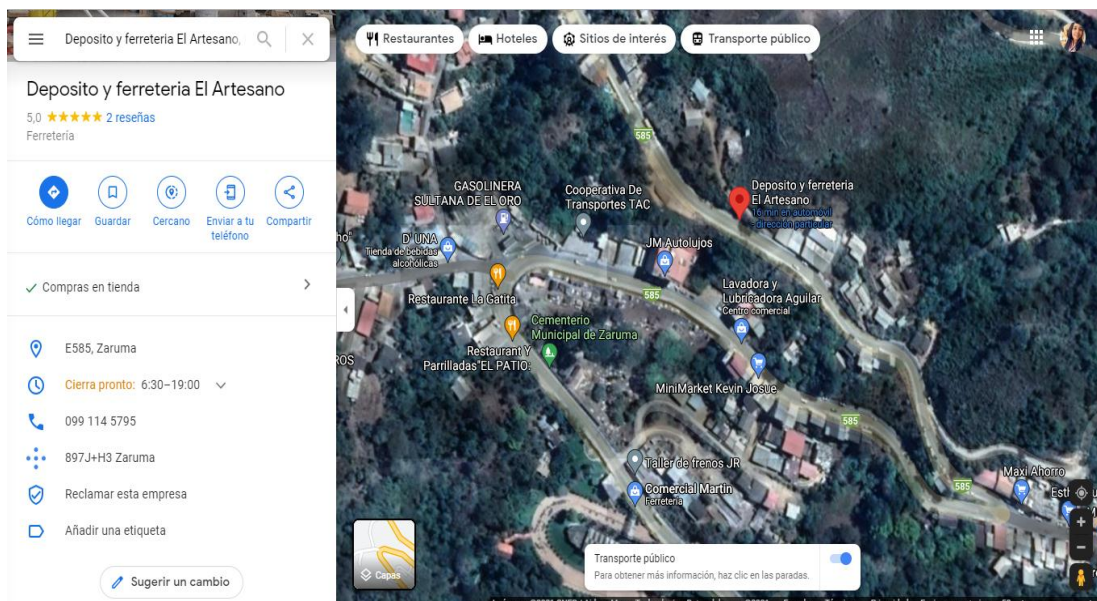 Deposito y ferreteria El Artesano,
Deposito y ferreteria El Artesano
5,0 ★★★★★ 2 reseñas
Ferretería
Cómo llegar
Guardar
Cercano
Enviar a tu
teléfono
Compartir
Compras en tienda
E585, Zaruma
Cierra pronto: 6:30–19:00
099 114 5795
897J+H3 Zaruma
Reclamar esta empresa
Añadir una etiqueta
Sugerir un cambio
Restaurantes
Hoteles
Sitios de interés
Transporte público
585
GASOLINERA
SULTANA DE EL ORO
Cooperativa De
Transportes TAC
Deposito y ferreteria
El Artesano
16 min en automóvil
- dirección particular
D' UNA
Tienda de bebidas
alcohólicas
JM Autolujos
Restaurante La Gatita
585
Lavadora y
Lubricadora Aguilar
Centro comercial
Cementerio
Municipal de Zaruma
Restaurant Y
Parrilladas"EL PATIO.
ROS
MiniMarket Kevin Josue
585
Taller de frenos JR
Comercial Martin
Ferretería
Maxi Ahorro
585
Transporte público
Para obtener más información, haz clic en las paradas.
Capas